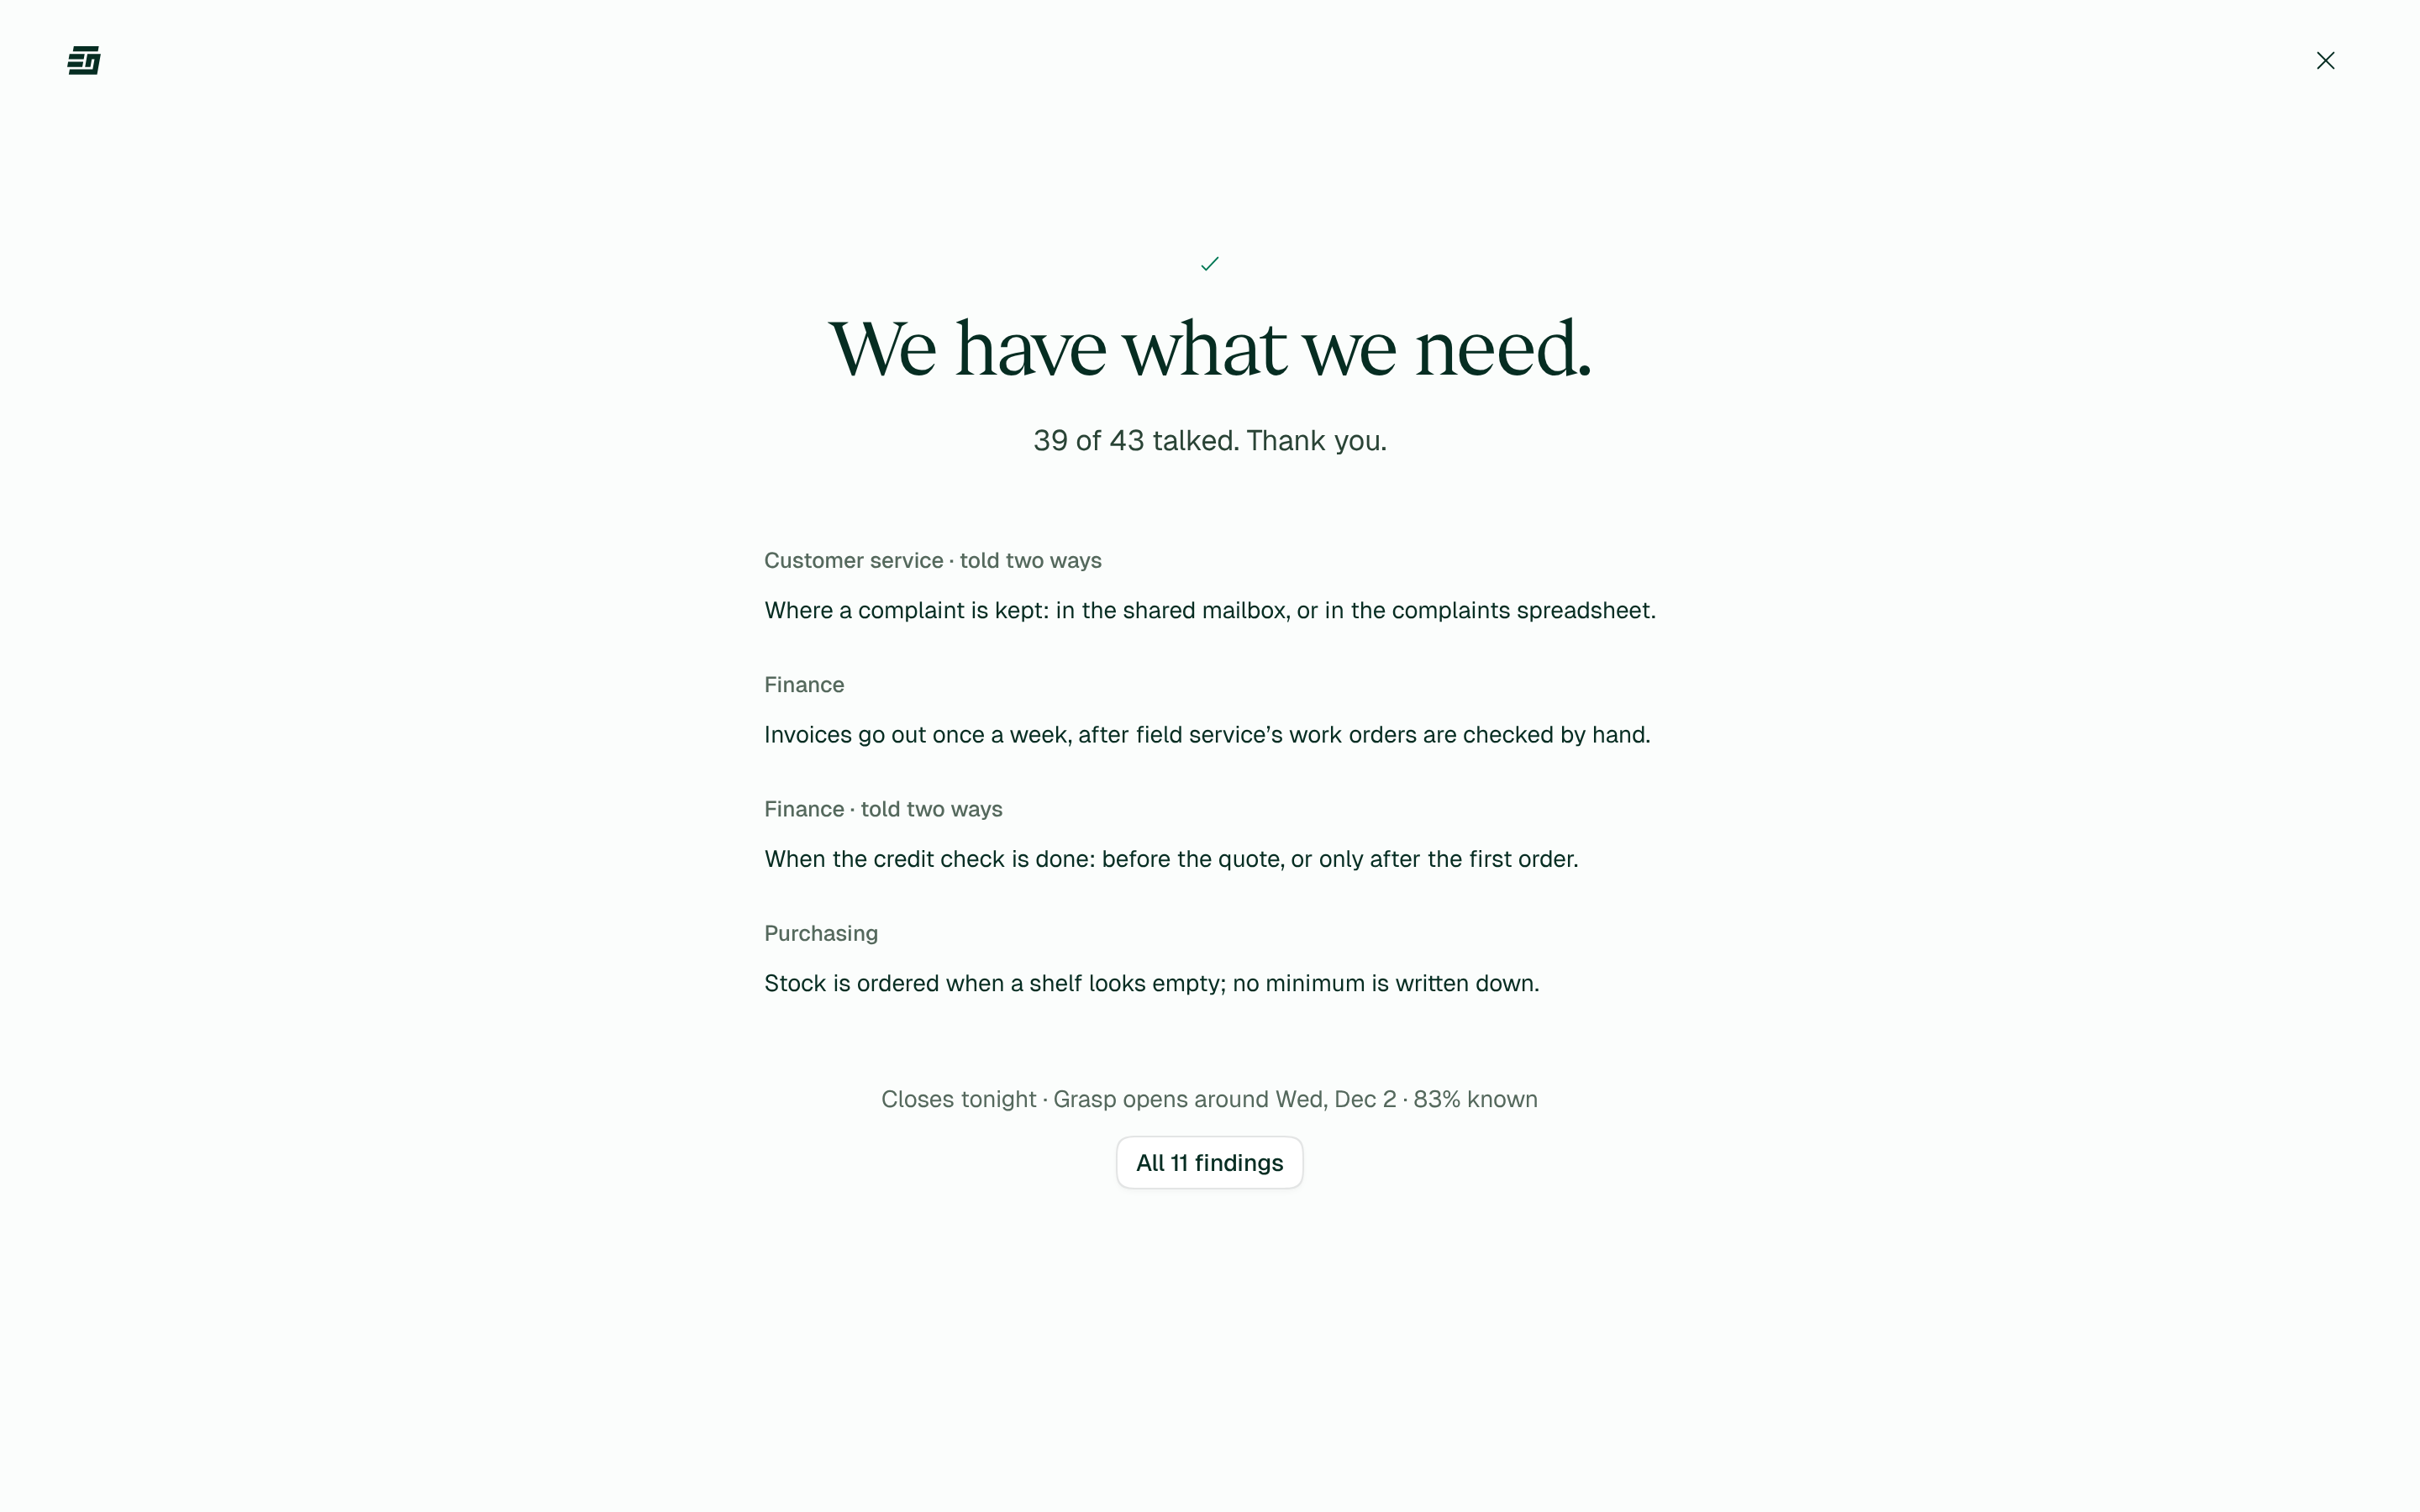 We have what we need.
39 of 43 talked. Thank you.
Customer service · told two ways
Where a complaint is kept: in the shared mailbox, or in the complaints spreadsheet.
Finance
Invoices go out once a week, after field service’s work orders are checked by hand.
Finance · told two ways
When the credit check is done: before the quote, or only after the first order.
Purchasing
Stock is ordered when a shelf looks empty; no minimum is written down.
Closes tonight · Grasp opens around Wed, Dec 2 · 83% known
All 11 findings